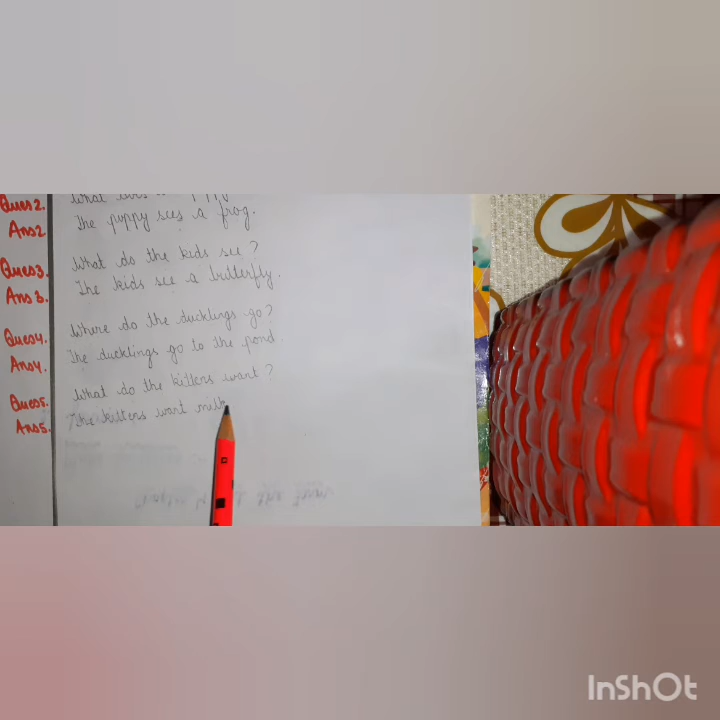 Ques2. What
Ans2 The puppy sees a frog.
Ques3. What do the kids see?
Ans3. The kids see a butterfly.
Ques4. Where do the ducklings go?
Ans4. The ducklings go to the pond.
Ques5. What do the kittens want?
Ans5. The kittens want milk
InShOt